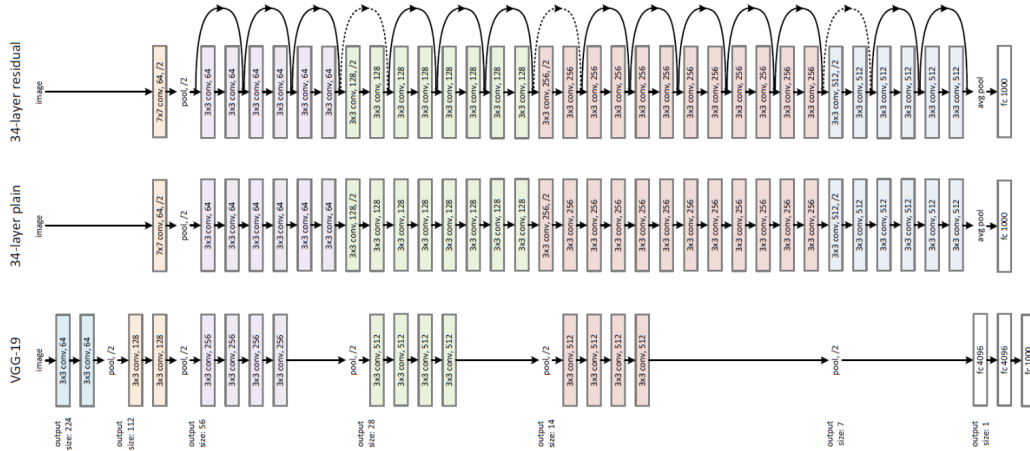 VGG-19
image
3x3 conv, 64
3x3 conv, 64
pool, /2
3x3 conv, 128
3x3 conv, 128
pool, /2
3x3 conv, 256
3x3 conv, 256
3x3 conv, 256
3x3 conv, 256
pool, /2
3x3 conv, 512
3x3 conv, 512
3x3 conv, 512
3x3 conv, 512
pool, /2
3x3 conv, 512
3x3 conv, 512
3x3 conv, 512
3x3 conv, 512
pool, /2
fc 4096
fc 4096
fc 1000
output
size: 224
output
size: 112
output
size: 56
output
size: 28
output
size: 14
output
size: 7
output
size: 1
34-layer plain
image
7x7 conv, 64, /2
pool, /2
3x3 conv, 64
3x3 conv, 64
3x3 conv, 64
3x3 conv, 64
3x3 conv, 64
3x3 conv, 64
3x3 conv, 128, /2
3x3 conv, 128
3x3 conv, 128
3x3 conv, 128
3x3 conv, 128
3x3 conv, 128
3x3 conv, 128
3x3 conv, 128
3x3 conv, 256, /2
3x3 conv, 256
3x3 conv, 256
3x3 conv, 256
3x3 conv, 256
3x3 conv, 256
3x3 conv, 256
3x3 conv, 256
3x3 conv, 256
3x3 conv, 256
3x3 conv, 256
3x3 conv, 256
3x3 conv, 512, /2
3x3 conv, 512
3x3 conv, 512
3x3 conv, 512
3x3 conv, 512
3x3 conv, 512
avg pool
fc 1000
34-layer residual
image
7x7 conv, 64, /2
pool, /2
3x3 conv, 64
3x3 conv, 64
3x3 conv, 64
3x3 conv, 64
3x3 conv, 64
3x3 conv, 64
3x3 conv, 128, /2
3x3 conv, 128
3x3 conv, 128
3x3 conv, 128
3x3 conv, 128
3x3 conv, 128
3x3 conv, 128
3x3 conv, 128
3x3 conv, 256, /2
3x3 conv, 256
3x3 conv, 256
3x3 conv, 256
3x3 conv, 256
3x3 conv, 256
3x3 conv, 256
3x3 conv, 256
3x3 conv, 256
3x3 conv, 256
3x3 conv, 256
3x3 conv, 256
3x3 conv, 512, /2
3x3 conv, 512
3x3 conv, 512
3x3 conv, 512
3x3 conv, 512
3x3 conv, 512
avg pool
fc 1000